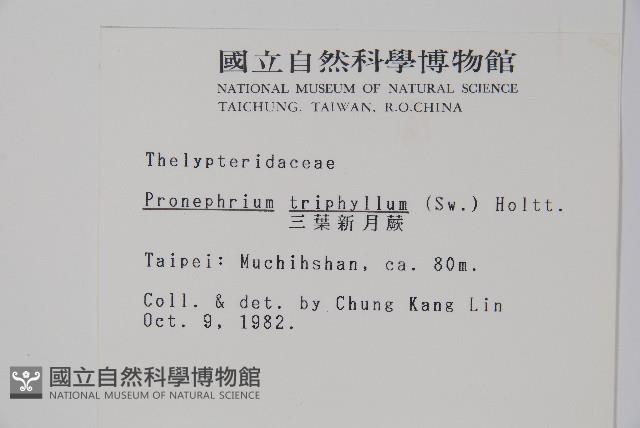 國立自然科學博物館
NATIONAL MUSEUM OF NATURAL SCIENCE
TAICHUNG, TAIWAN, R.O.CHINA
Thelypteridaceae
Pronephrium triphyllum (Sw.) Holtt.
三葉新月蕨
Taipei: Muchihshan, ca. 80m.
Coll. & det. by Chung Kang Lin
Oct. 9, 1982.
國立自然科學博物館
NATIONAL MUSEUM OF NATURAL SCIENCE